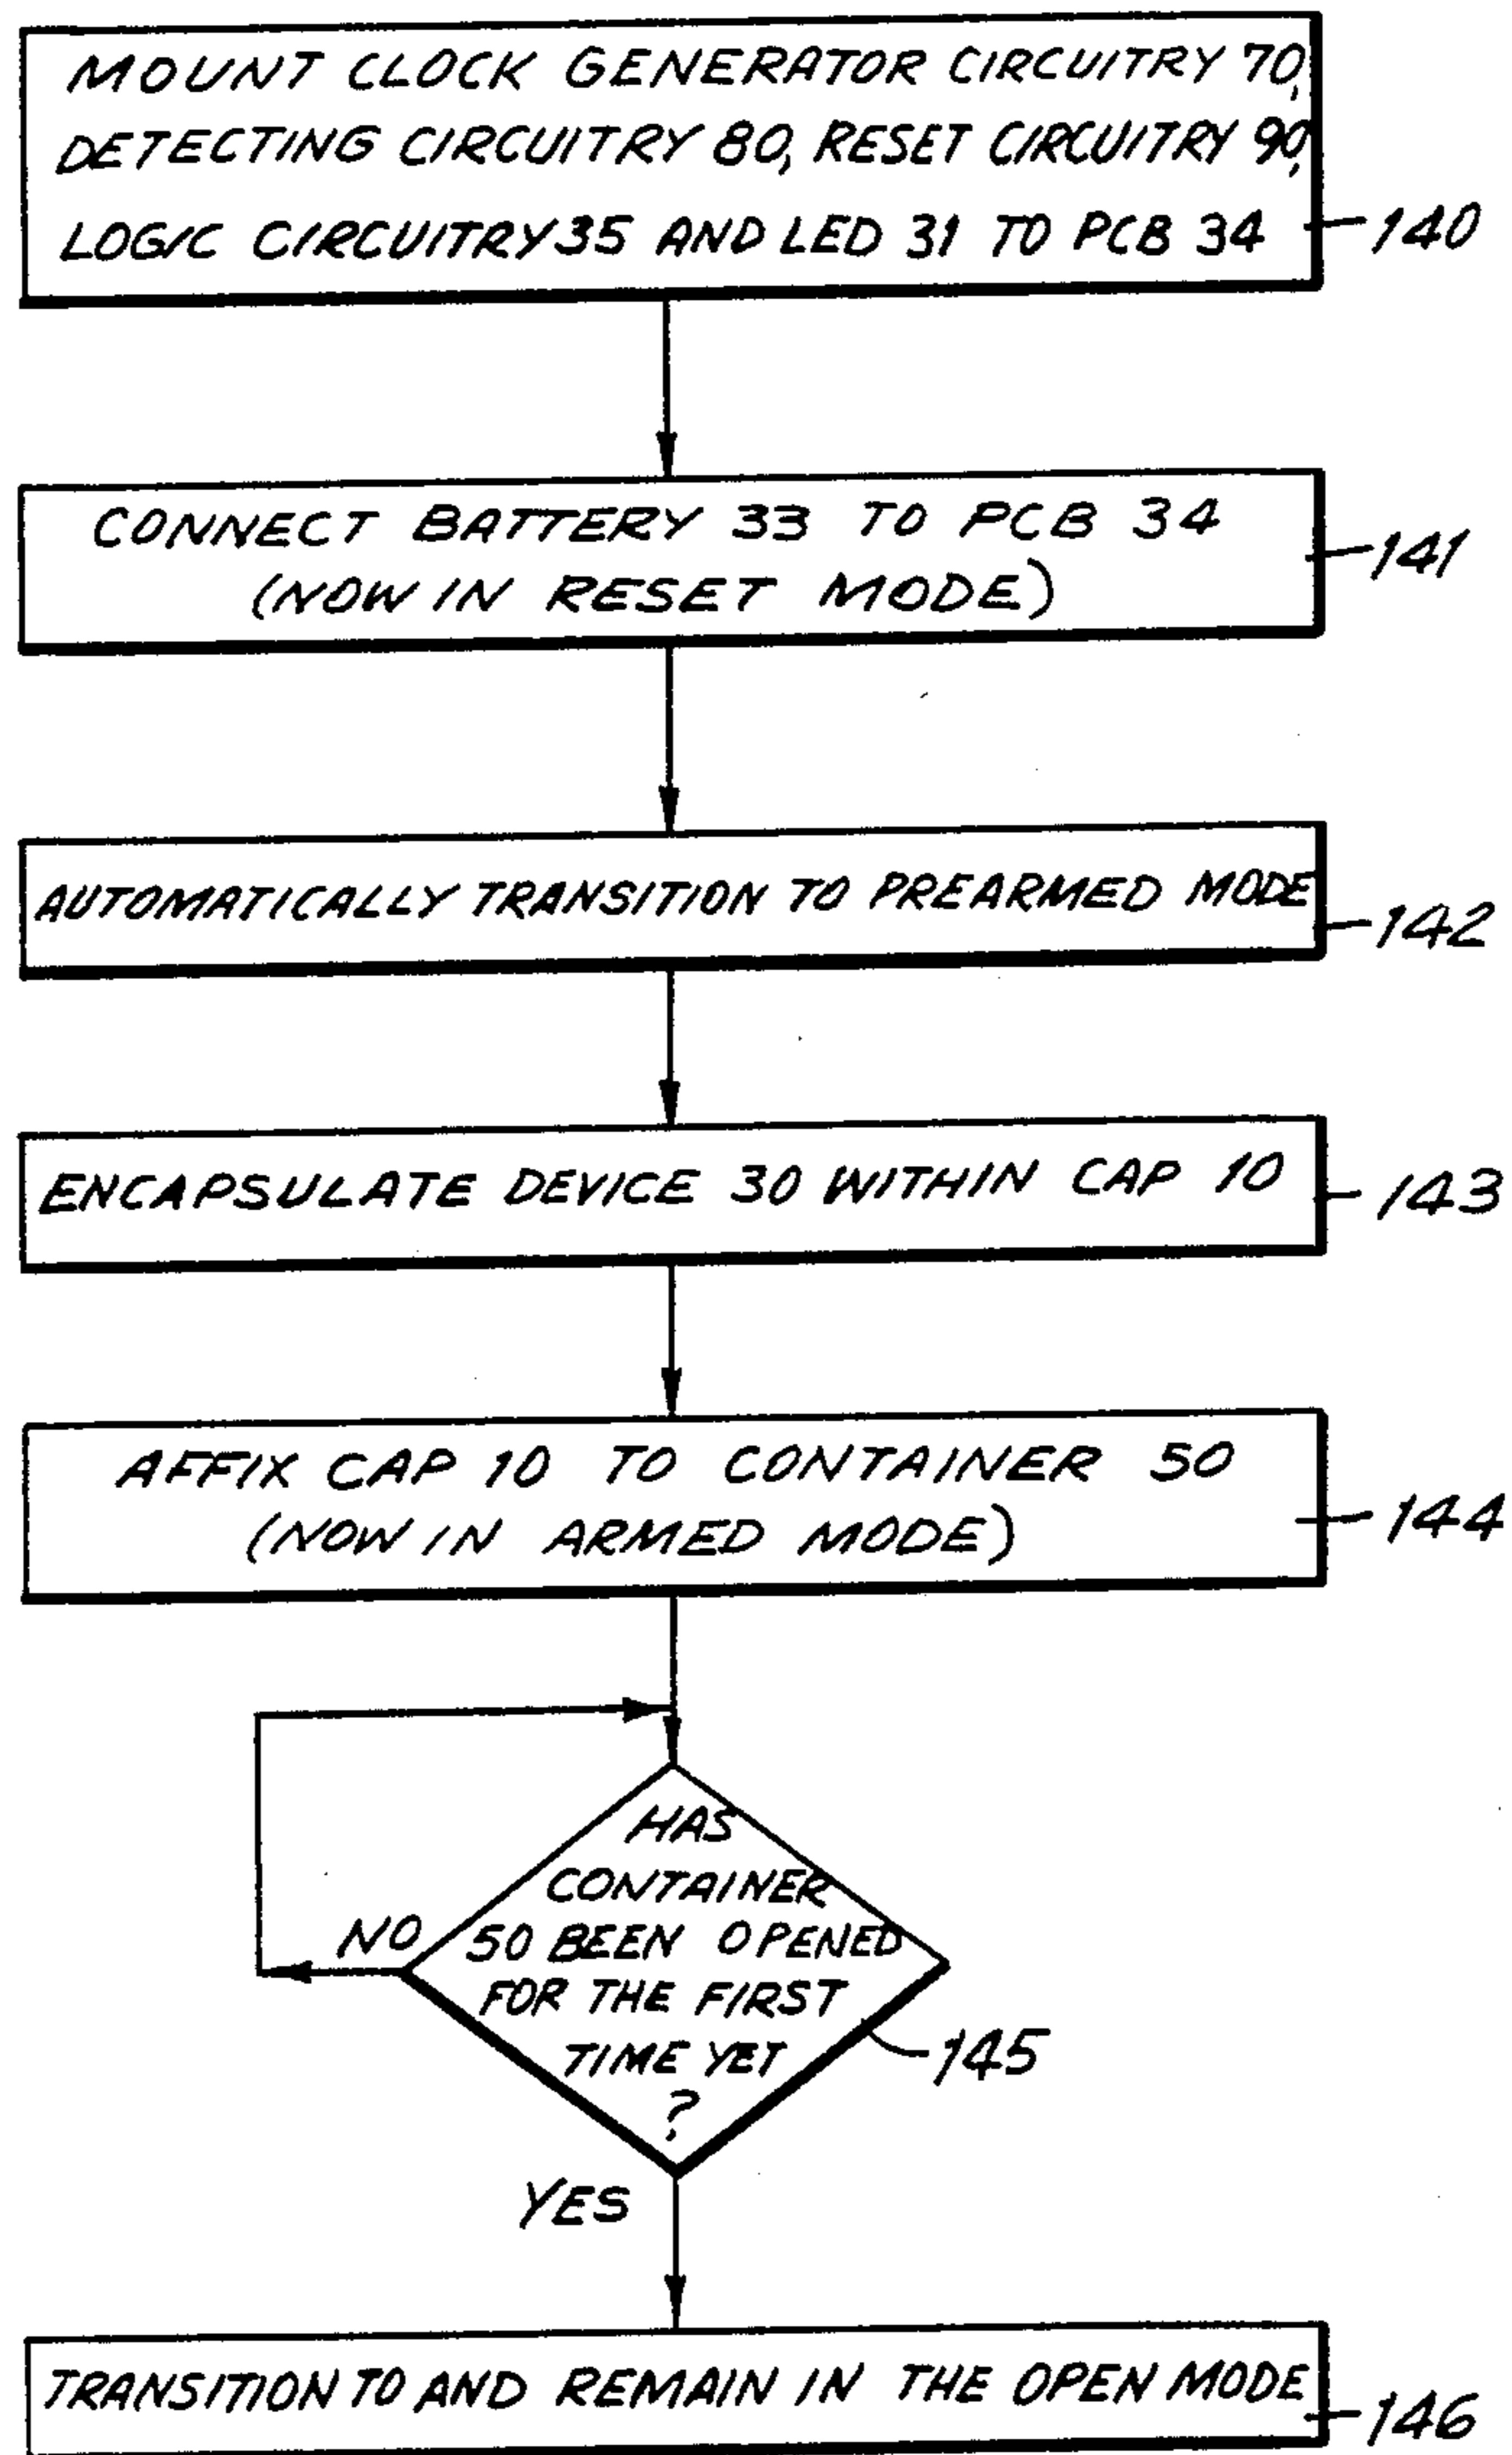 MOUNT CLOCK GENERATOR CIRCUITRY 70,
DETECTING CIRCUITRY 80, RESET CIRCUITRY 90,
LOGIC CIRCUITRY 35 AND LED 31 TO PCB 34
140
CONNECT BATTERY 33 TO PCB 34
(NOW IN RESET MODE)
141
AUTOMATICALLY TRANSITION TO PREARMED MODE
142
ENCAPSULATE DEVICE 30 WITHIN CAP 10
143
AFFIX CAP 10 TO CONTAINER 50
(NOW IN ARMED MODE)
144
HAS
CONTAINER
50 BEEN OPENED
FOR THE FIRST
TIME YET
?
NO
145
YES
TRANSITION TO AND REMAIN IN THE OPEN MODE
146